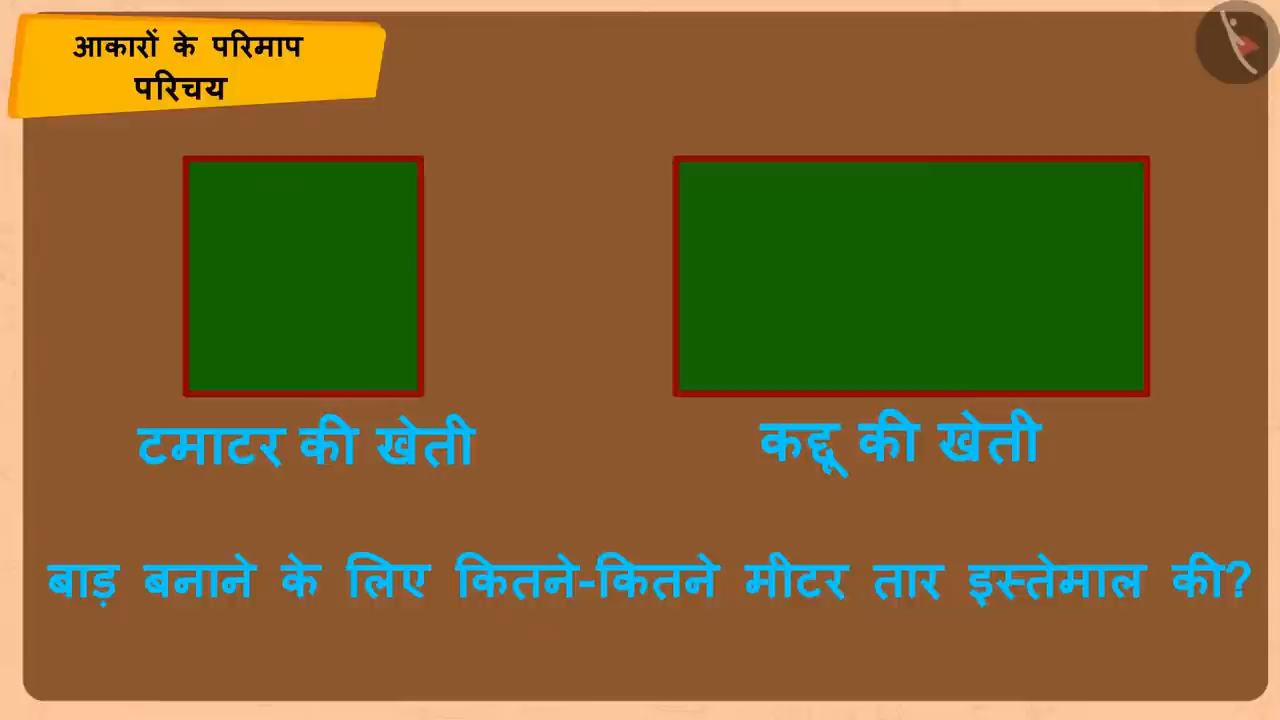 आकारों के परिमाप
परिचय
टमाटर की खेती
कद्दू की खेती
बाड़ बनाने के लिए कितने-कितने मीटर तार इस्तेमाल की?